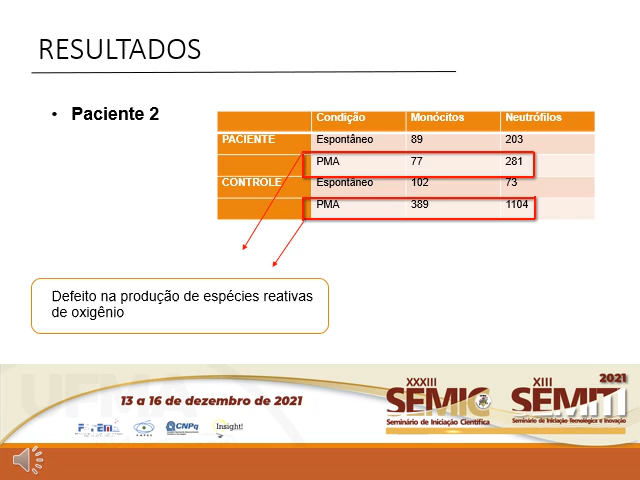 RESULTADOS
• Paciente 2
Condição Monócitos Neutrófilos
PACIENTE Espontâneo 89 203
PMA 77 281
CONTROLE Espontâneo 102 73
PMA 389 1104
Defeito na produção de espécies reativas
de oxigênio
UFMA
13 a 16 de dezembro de 2021
CNPq
Insight!
XXXIII
SEMIC
Seminário de Iniciação Científica
XIII 2021
SEMITI
Seminário de Iniciação Tecnológica e Inovação